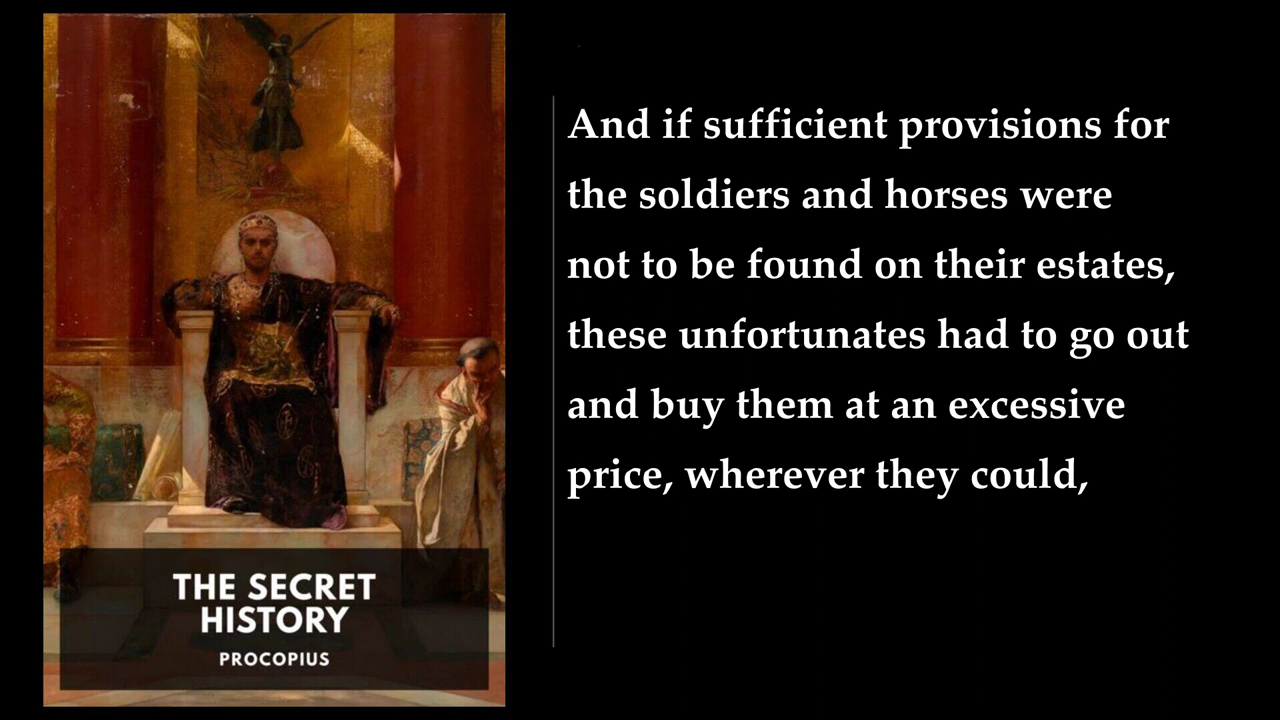 THE SECRET
HISTORY
PROCOPIUS
And if sufficient provisions for
the soldiers and horses were
not to be found on their estates,
these unfortunates had to go out
and buy them at an excessive
price, wherever they could,